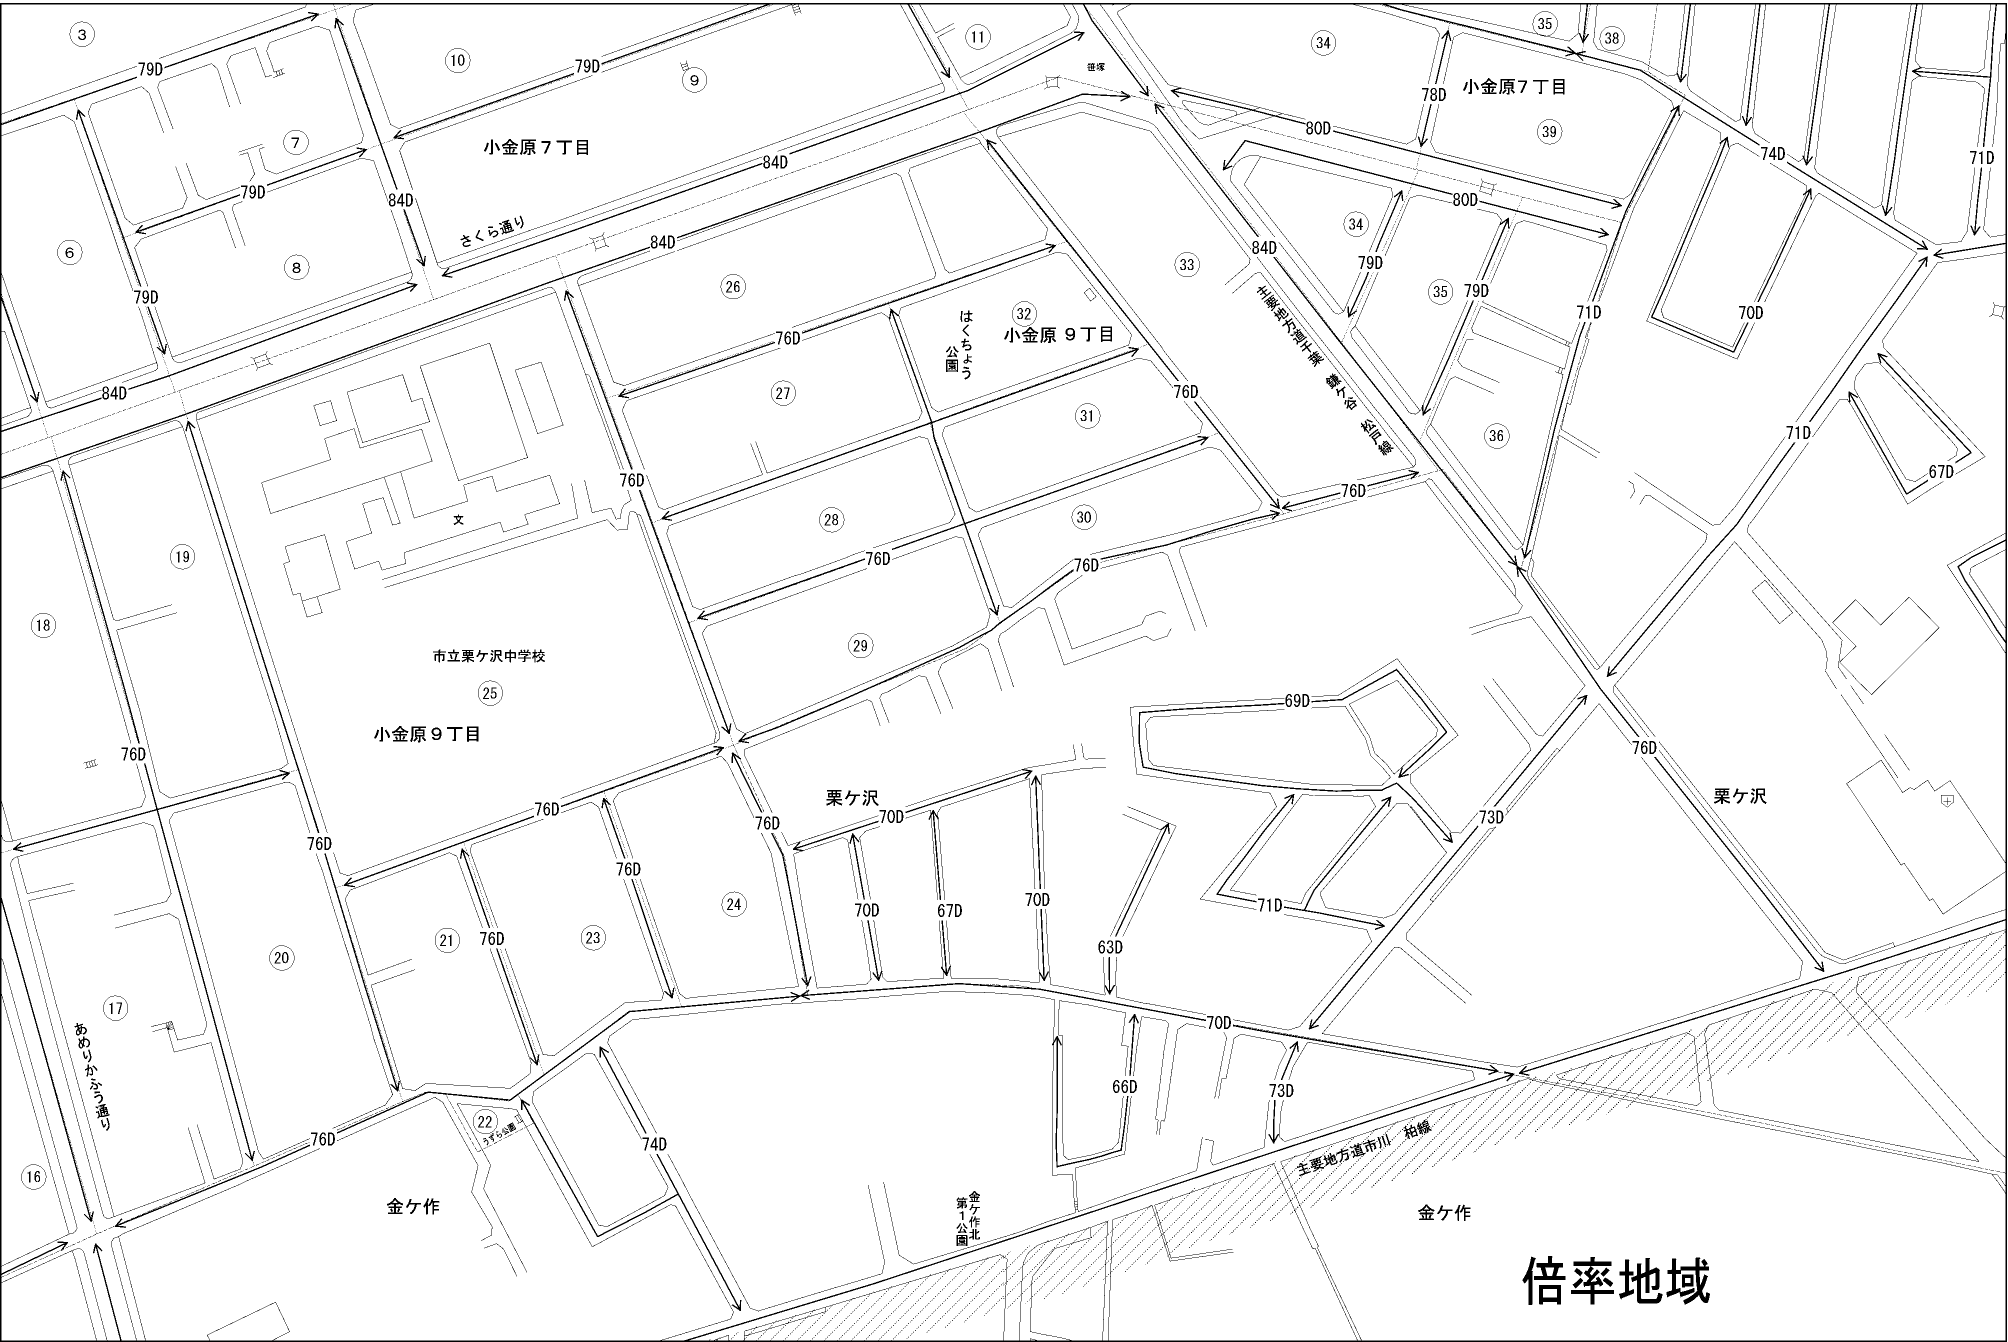 3
79D
10
79D
11
9
34
35
38
小金原7丁目
78D
39
80D
笹塚
7
79D
小金原7丁目
84D
84D
さくら通り
84D
6
8
79D
84D
26
33
84D
34
80D
79D
35
79D
74D
71D
71D
70D
76D
はくちょう
公園
32
小金原 9丁目
主要地方道千葉 鎌ケ谷 松戸線
27
76D
31
36
71D
67D
76D
76D
28
30
76D
76D
文
19
18
29
市立栗ケ沢中学校
25
小金原9丁目
76D
69D
76D
栗ケ沢
76D
栗ケ沢
76D
70D
73D
76D
76D
24
70D
67D
70D
63D
71D
76D
21
23
20
17
あめりかふう通り
70D
66D
73D
22
うずら公園
76D
74D
16
金ケ作
金ケ作北
第1公園
主要地方道市川 柏線
金ケ作
倍率地域